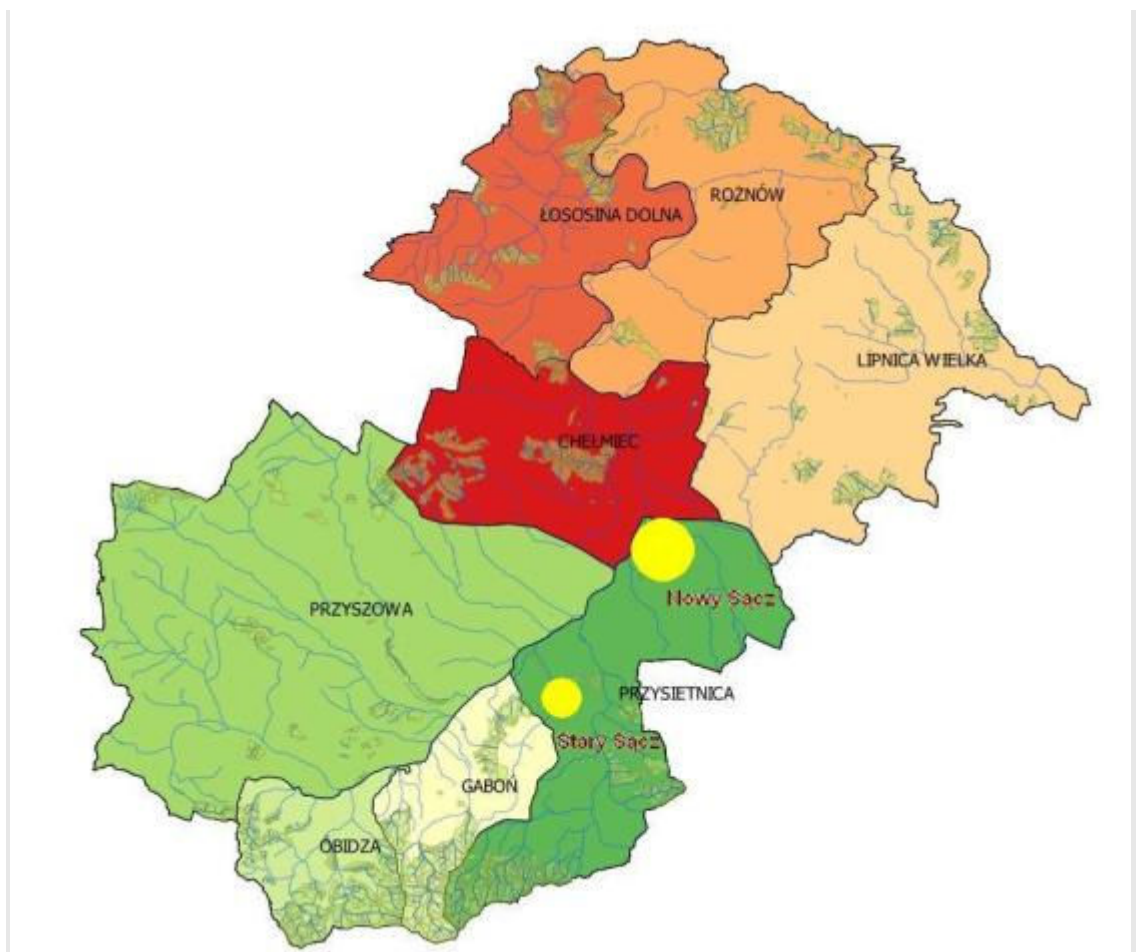 ROŻNÓW
ŁOSOSINA DOLNA
LIPNICA WIELKA
CHEŁMIEC
Nowy Sącz
PRZYSZOWA
PRZYSIETNICA
Stary Sącz
GABOŃ
OBIDZA